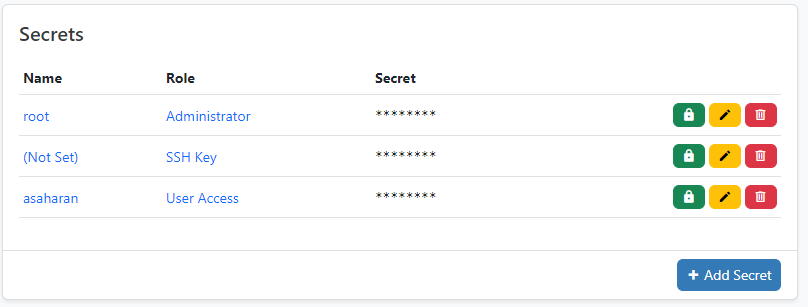 Secrets
Name Role Secret
root Administrator ********
(Not Set) SSH Key ********
asaharan User Access ********
+ Add Secret